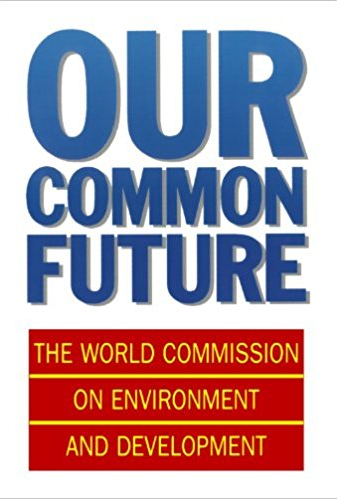 OUR
COMMON
FUTURE
THE WORLD COMMISSION
ON ENVIRONMENT
AND DEVELOPMENT